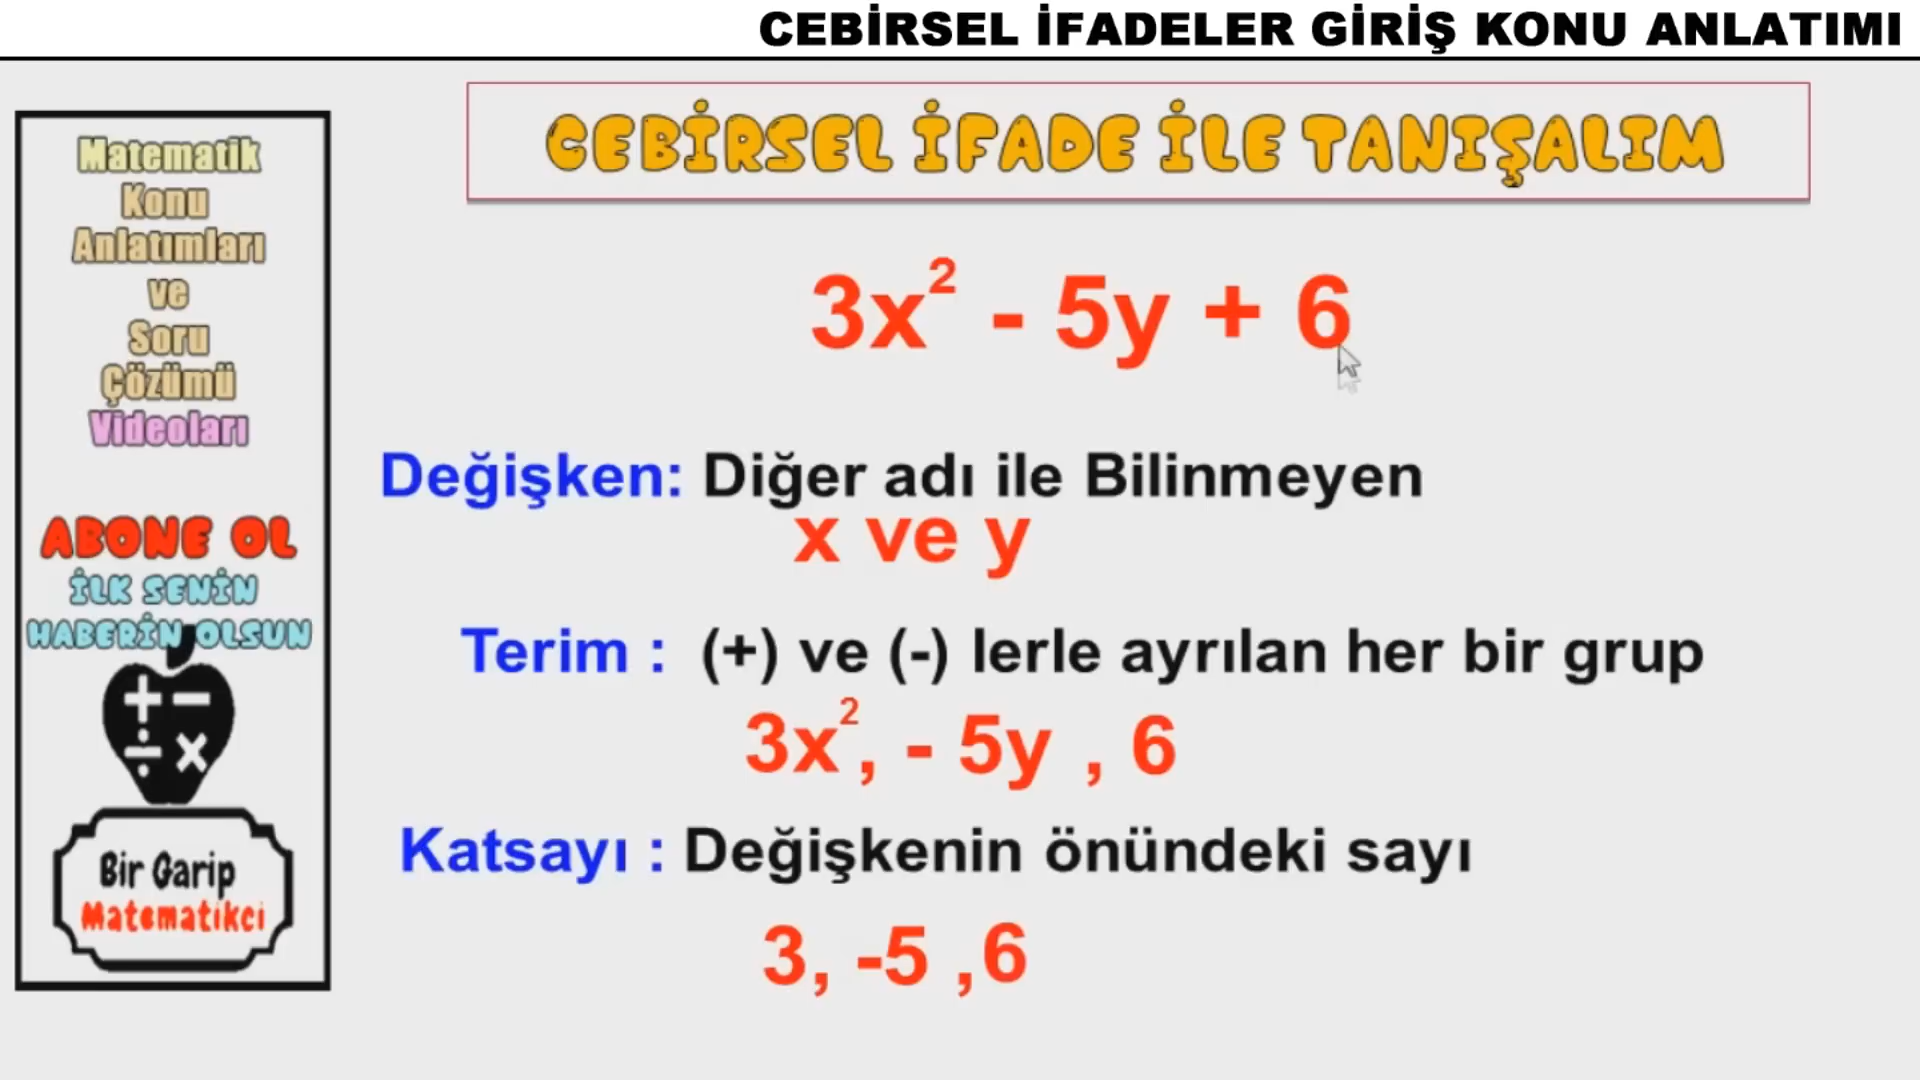 CEBİRSEL İFADELER GİRİŞ KONU ANLATIMI
Matematik
Konu
Anlatımları
ve
Soru
Çözümü
Videoları
ABONE OL
İLK SENİN
HABERİN OLSUN
+ −
÷ ×
Bir Garip
Matematikci
CEBİRSEL İFADE İLE TANIŞALIM
3x² - 5y + 6
Değişken: Diğer adı ile Bilinmeyen
x ve y
Terim : (+) ve (-) lerle ayrılan her bir grup
3x², - 5y , 6
Katsayı : Değişkenin önündeki sayı
3, -5 ,6